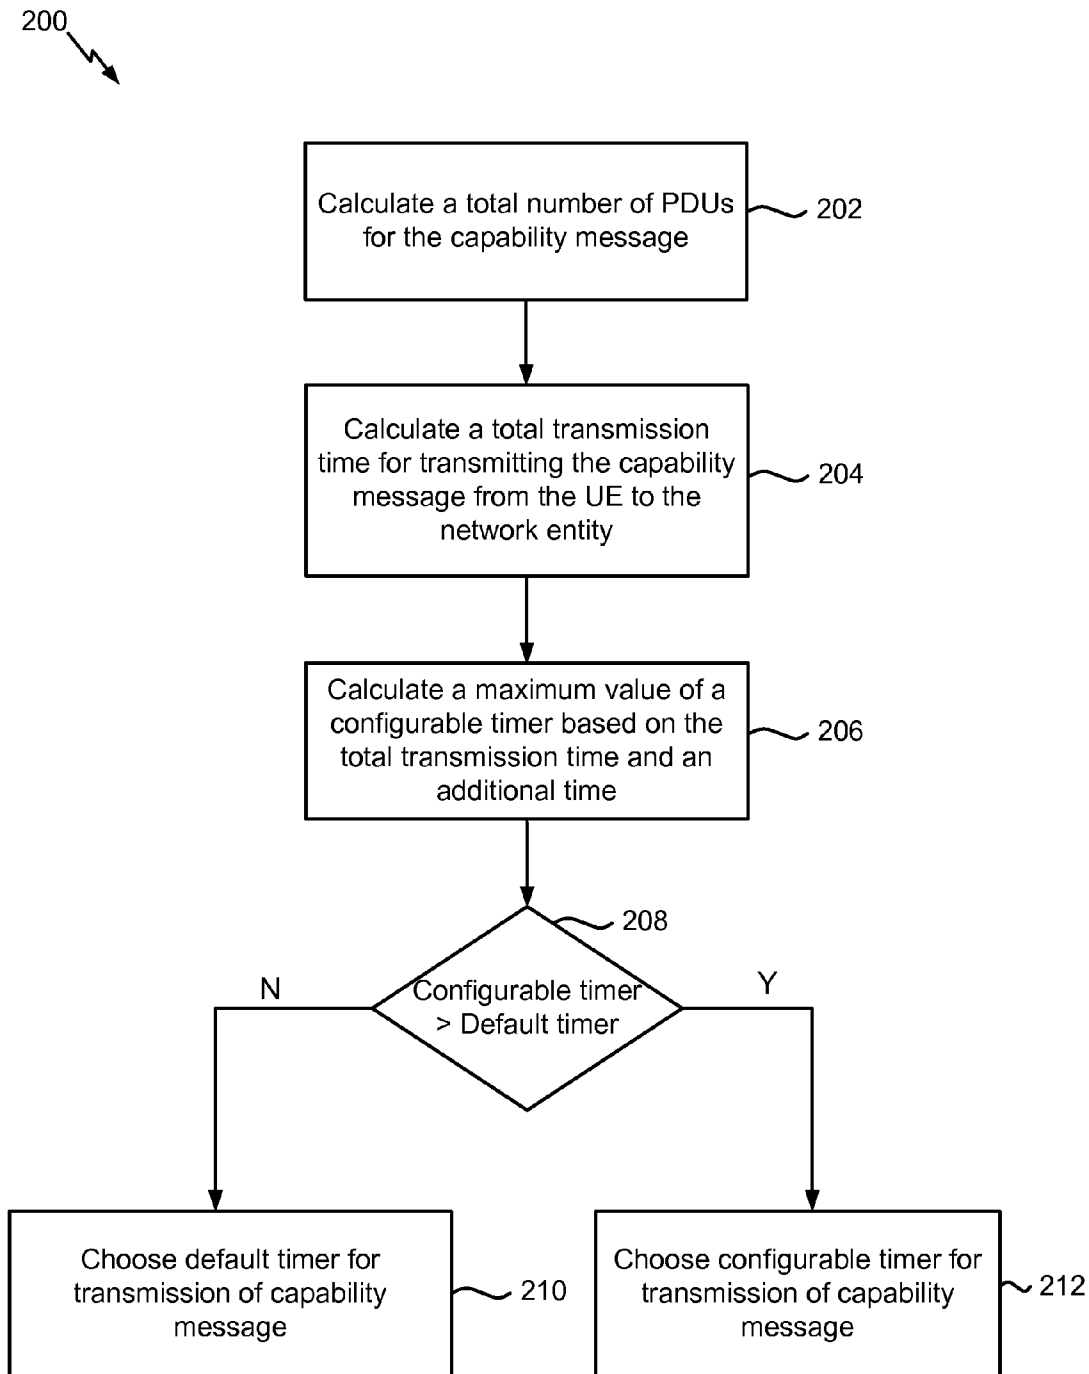 200
Calculate a total number of PDUs
for the capability message
202
Calculate a total transmission
time for transmitting the capability
message from the UE to the
network entity
204
Calculate a maximum value of a
configurable timer based on the
total transmission time and an
additional time
206
208
Configurable timer
> Default timer
N
Y
Choose default timer for
transmission of capability
message
210
Choose configurable timer for
transmission of capability
message
212